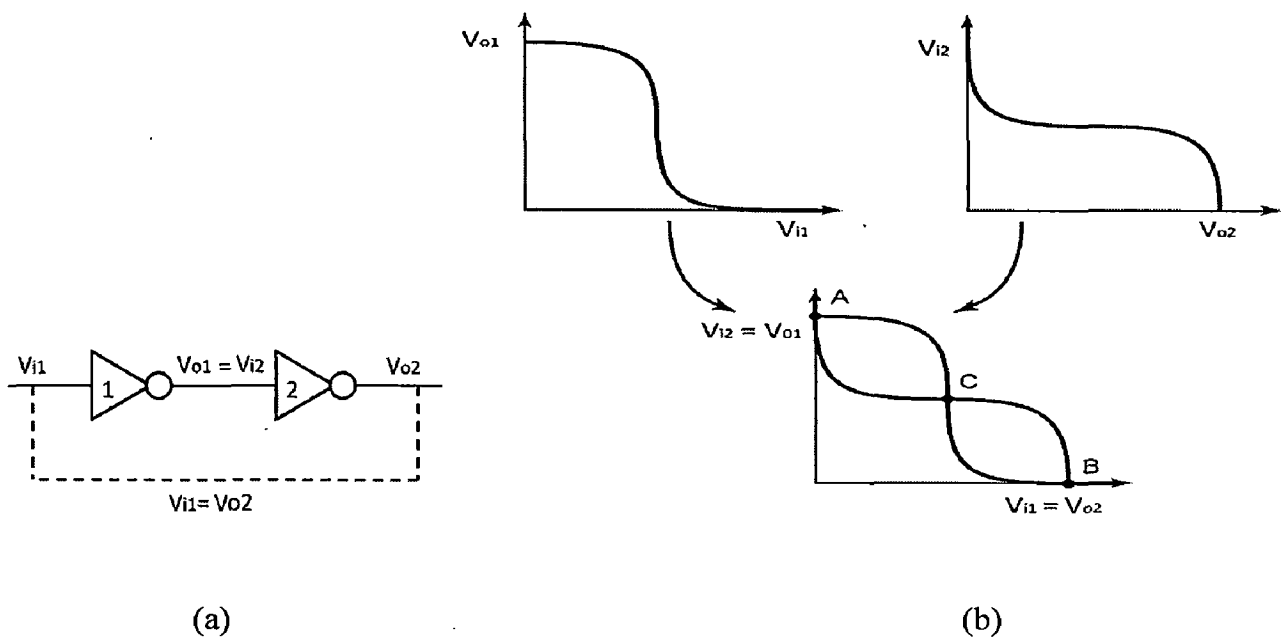 Vo1
Vi1
Vi2
Vo2
Vi1
1
Vo1 = Vi2
2
Vo2
Vi1= Vo2
Vi2 = Vo1
A
C
B
Vi1 = Vo2
(a)
(b)